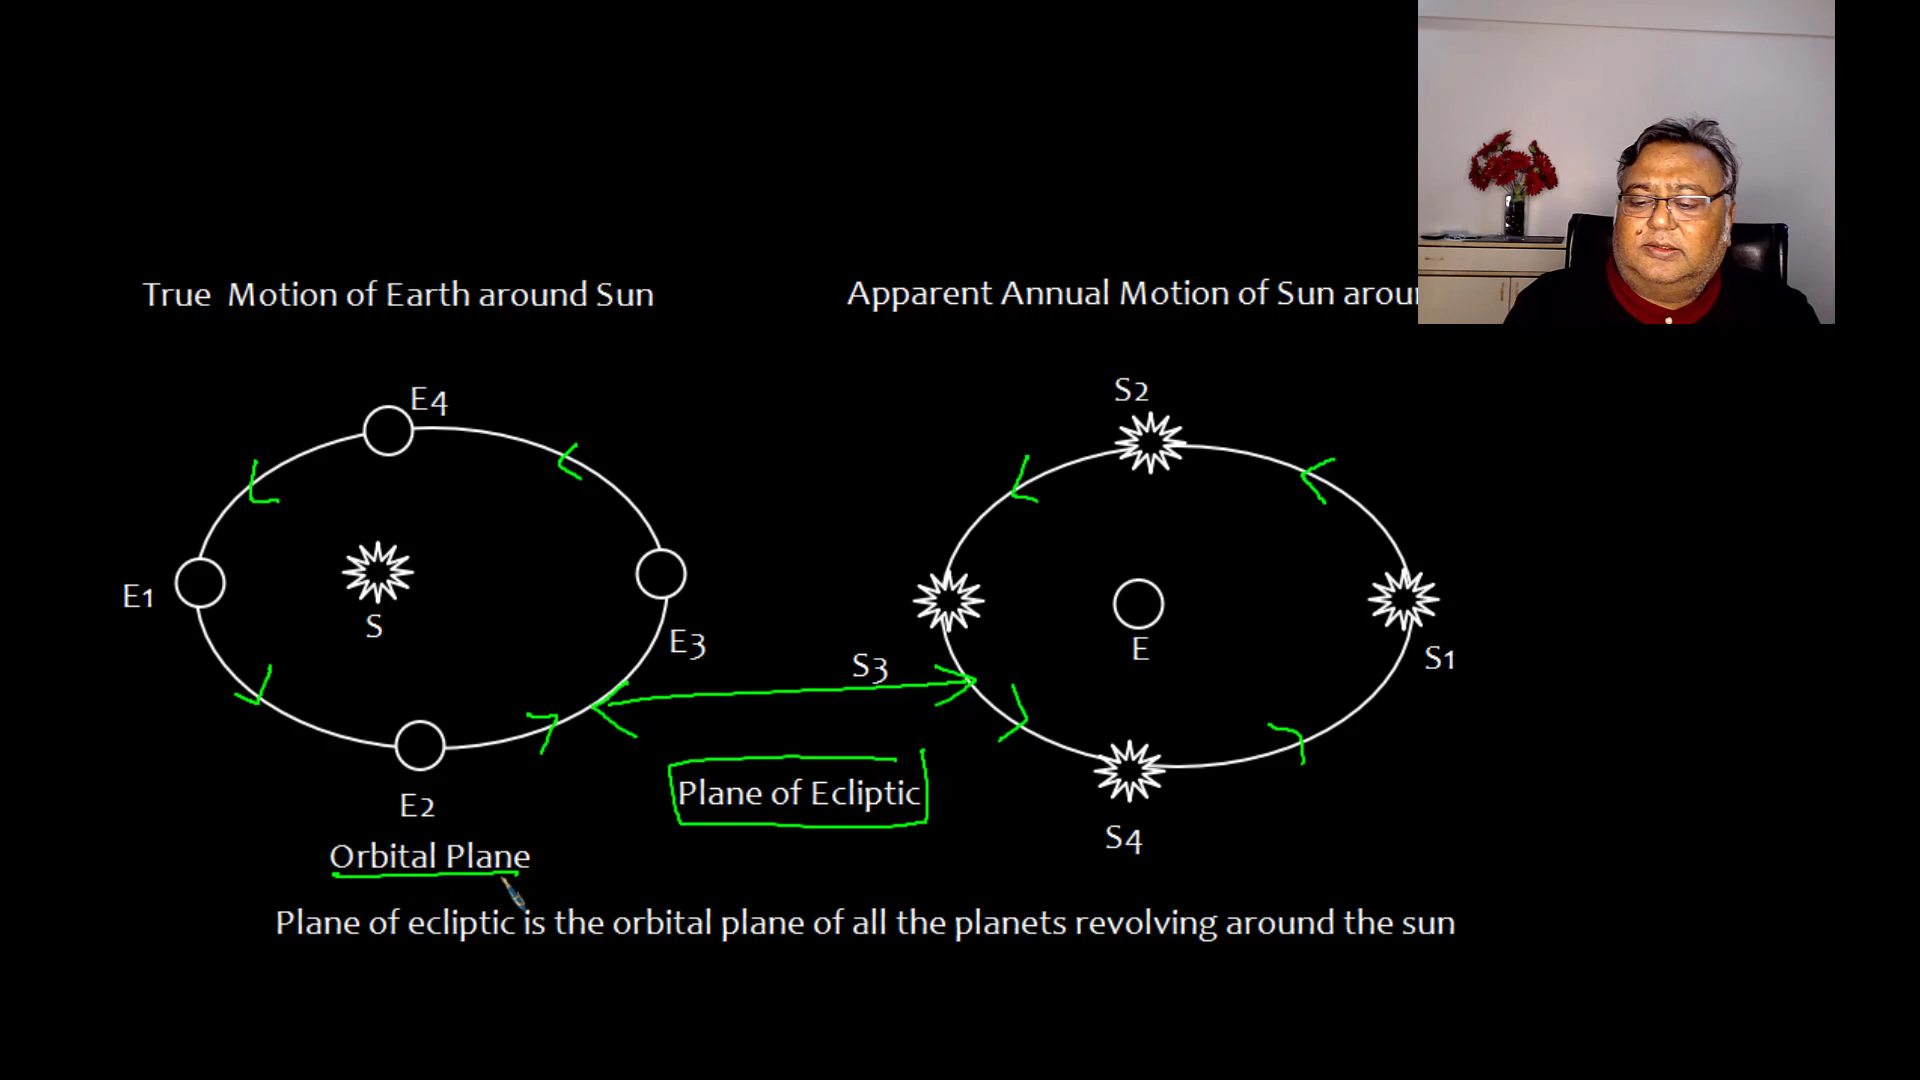 True Motion of Earth around Sun
Apparent Annual Motion of Sun
E4
S2
E1
S
E3
S3
E
S1
E2
Plane of Ecliptic
S4
Orbital Plane
Plane of ecliptic is the orbital plane of all the planets revolving around the sun